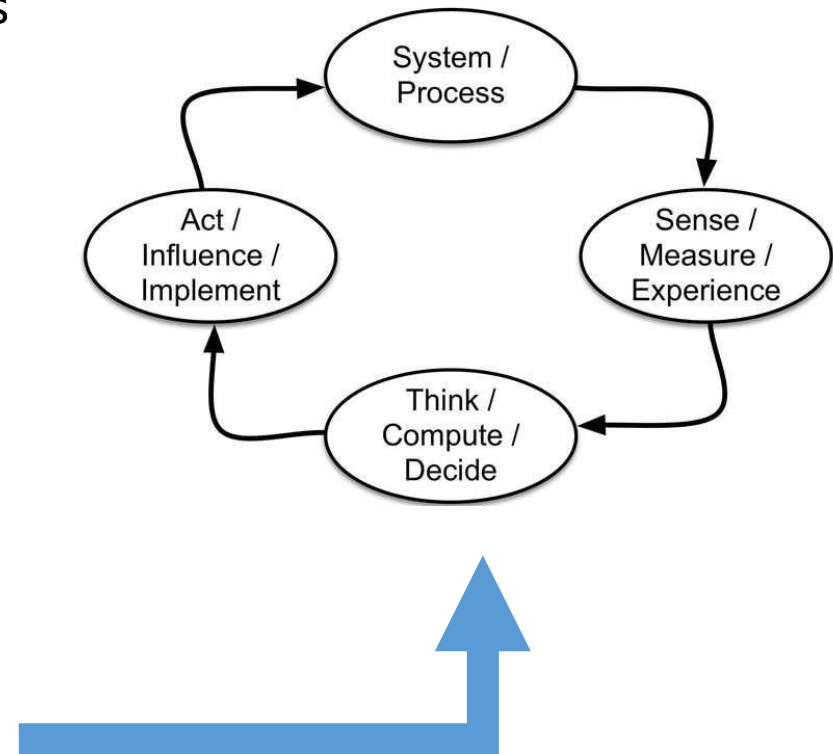 s
System /
Process
Act /
Influence /
Implement
Sense /
Measure /
Experience
Think /
Compute /
Decide